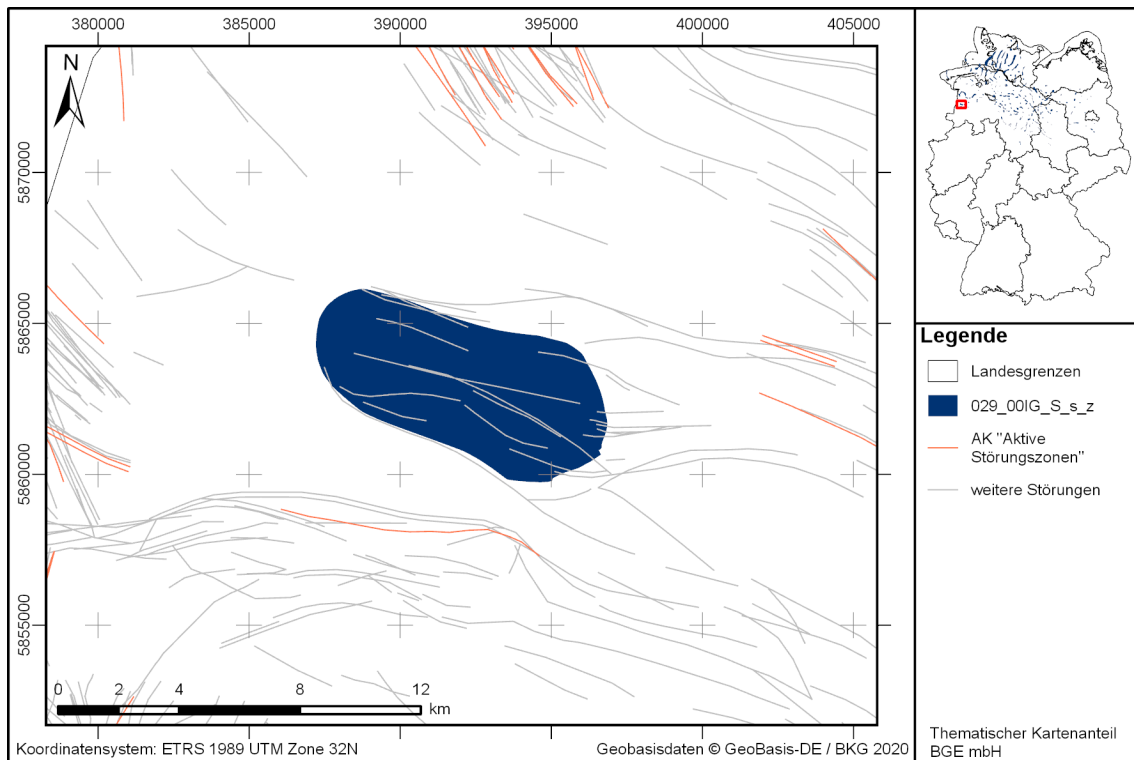 380000 385000 390000 395000 400000 405000
N
5870000
5865000
5860000
5855000
0 2 4 8 12
km
Koordinatensystem: ETRS 1989 UTM Zone 32N
Geobasisdaten © GeoBasis-DE / BKG 2020
Legende
Landesgrenzen
029_00IG_S_s_z
AK "Aktive
Störungszonen"
weitere Störungen
Thematischer Kartenanteil
BGE mbH